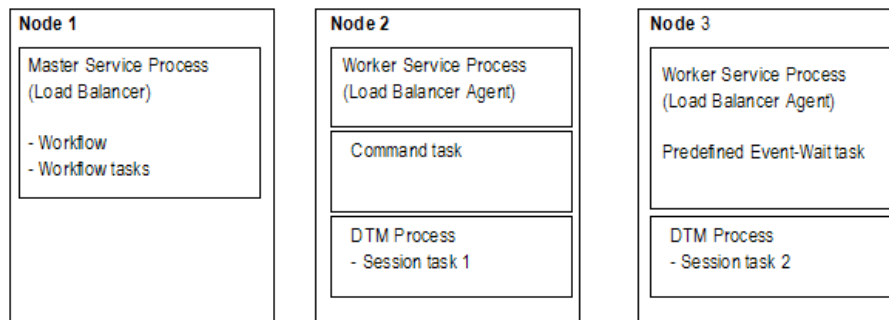 Node 1
Master Service Process
(Load Balancer)
- Workflow
- Workflow tasks
Node 2
Worker Service Process
(Load Balancer Agent)
Command task
DTM Process
- Session task 1
Node 3
Worker Service Process
(Load Balancer Agent)
Predefined Event-Wait task
DTM Process
- Session task 2